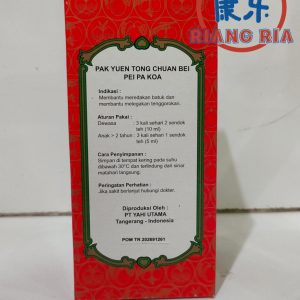 康乐
RIANG RIA
PAK YUEN TONG CHUAN BEI
PEI PA KOA
Indikasi :
Membantu meredakan batuk dan
membantu melegakan tenggorokan.
Aturan Pakai :
Dewasa : 3 kali sehari 2 sendok
teh (10 ml)
Anak > 2 tahun : 3 kali sehari 1 sendok
teh (5 ml)
Cara Penyimpanan :
Simpan di tempat kering pada suhu
dibawah 30°C dan terlindung dari sinar
matahari langsung.
Peringatan Perhatian :
Jika sakit berlanjut hubungi dokter.
Diproduksi Oleh :
PT YAHI UTAMA
Tangerang - Indonesia
POM TR 202691261